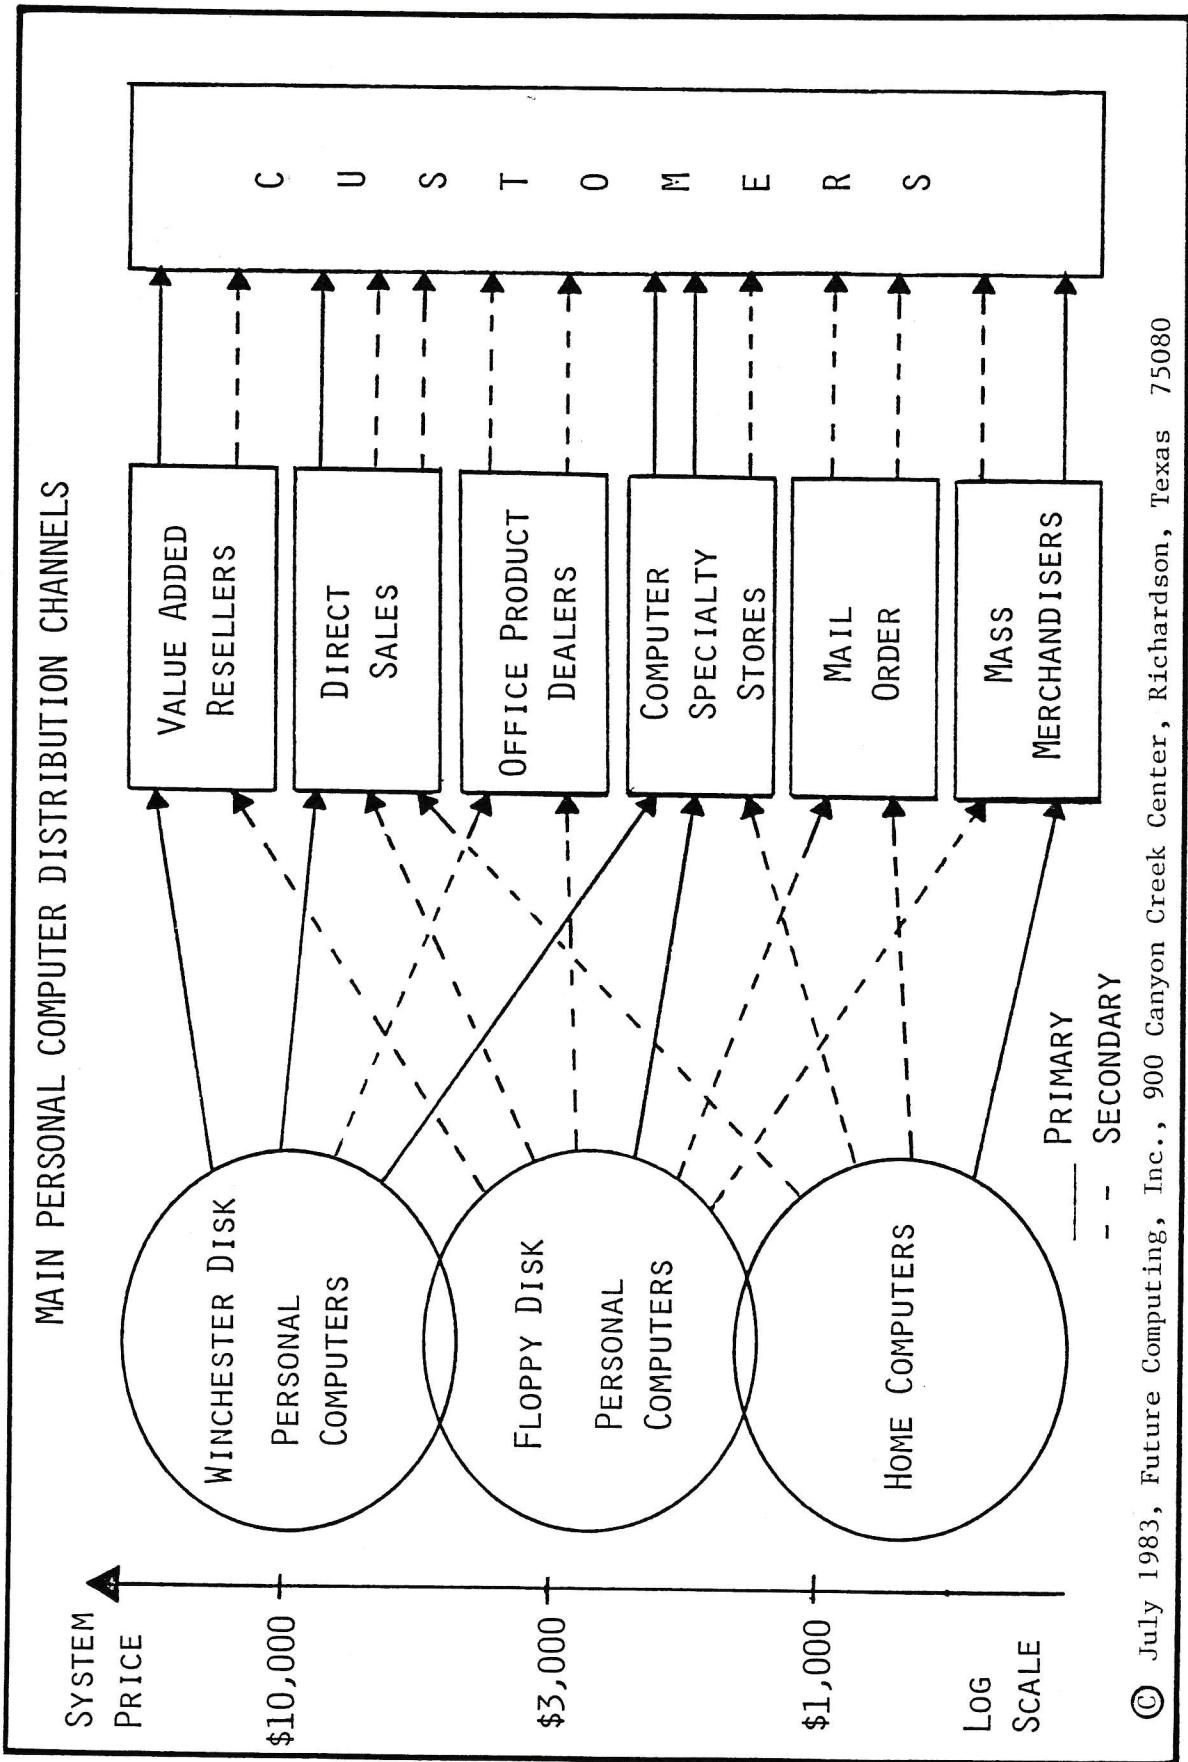 MAIN PERSONAL COMPUTER DISTRIBUTION CHANNELS
SYSTEM
PRICE
$10,000
$3,000
$1,000
LOG
SCALE
WINCHESTER DISK
PERSONAL
COMPUTERS
FLOPPY DISK
PERSONAL
COMPUTERS
HOME COMPUTERS
VALUE ADDED
RESELLERS
DIRECT
SALES
OFFICE PRODUCT
DEALERS
COMPUTER
SPECIALTY
STORES
MAIL
ORDER
MASS
MERCHANDISERS
C
U
S
T
O
M
E
R
S
PRIMARY
SECONDARY
© July 1983, Future Computing, Inc., 900 Canyon Creek Center, Richardson, Texas 75080